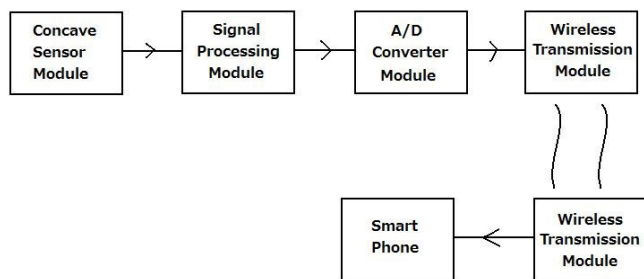 Concave
Sensor
Module
Signal
Processing
Module
A/D
Converter
Module
Wireless
Transmission
Module
Smart
Phone
Wireless
Transmission
Module